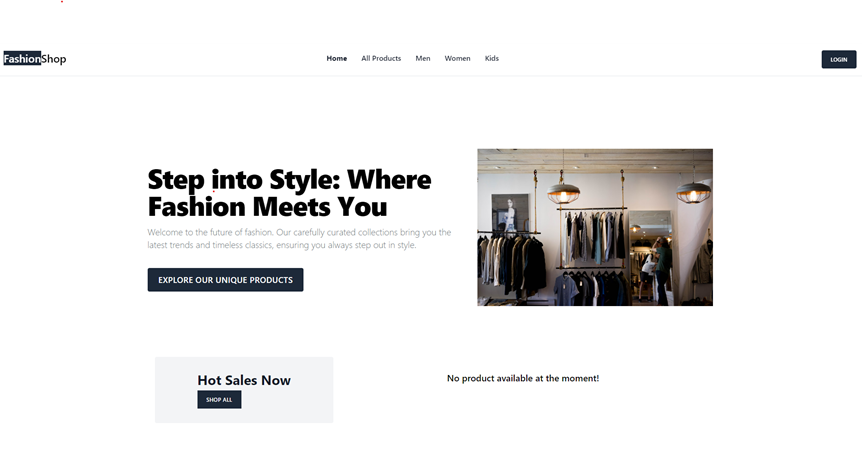 FashionShop
Home
All Products
Men
Women
Kids
LOGIN
Step into Style: Where
Fashion Meets You
Welcome to the future of fashion. Our carefully curated collections bring you the
latest trends and timeless classics, ensuring you always step out in style.
EXPLORE OUR UNIQUE PRODUCTS
Hot Sales Now
SHOP ALL
No product available at the moment!